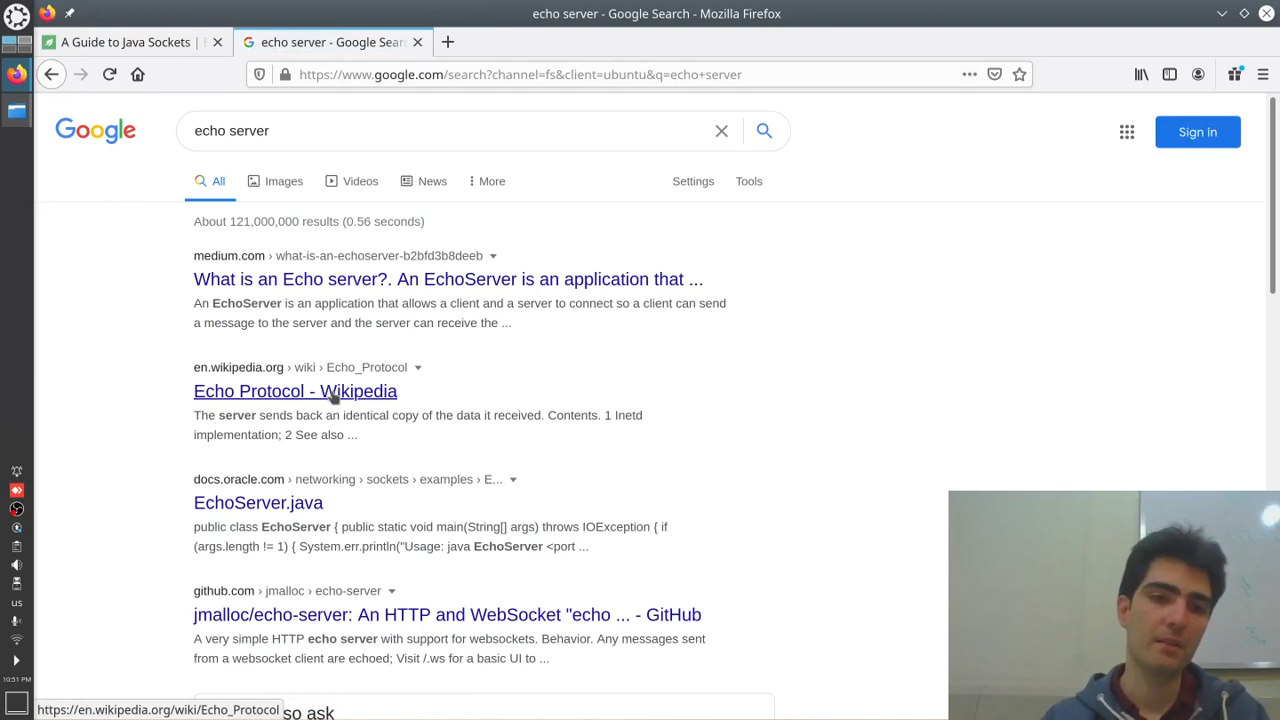 echo server - Google Search - Mozilla Firefox
A Guide to Java Sockets |
echo server - Google Searc
https://www.google.com/search?channel=fs&client=ubuntu&q=echo+server
Google
echo server
Sign in
All
Images
Videos
News
More
Settings
Tools
About 121,000,000 results (0.56 seconds)
medium.com › what-is-an-echoserver-b2bfd3b8deeb
What is an Echo server?. An EchoServer is an application that ...
An EchoServer is an application that allows a client and a server to connect so a client can send
a message to the server and the server can receive the ...
en.wikipedia.org › wiki › Echo_Protocol
Echo Protocol - Wikipedia
The server sends back an identical copy of the data it received. Contents. 1 Inetd
implementation; 2 See also ...
docs.oracle.com › networking › sockets › examples › E...
EchoServer.java
public class EchoServer { public static void main(String[] args) throws IOException { if
(args.length != 1) { System.err.println("Usage: java EchoServer <port ...
github.com › jmalloc › echo-server
jmalloc/echo-server: An HTTP and WebSocket "echo ... - GitHub
A very simple HTTP echo server with support for websockets. Behavior. Any messages sent
from a websocket client are echoed; Visit /.ws for a basic UI to ...
so ask
us
10:51 PM
https://en.wikipedia.org/wiki/Echo_Protocol